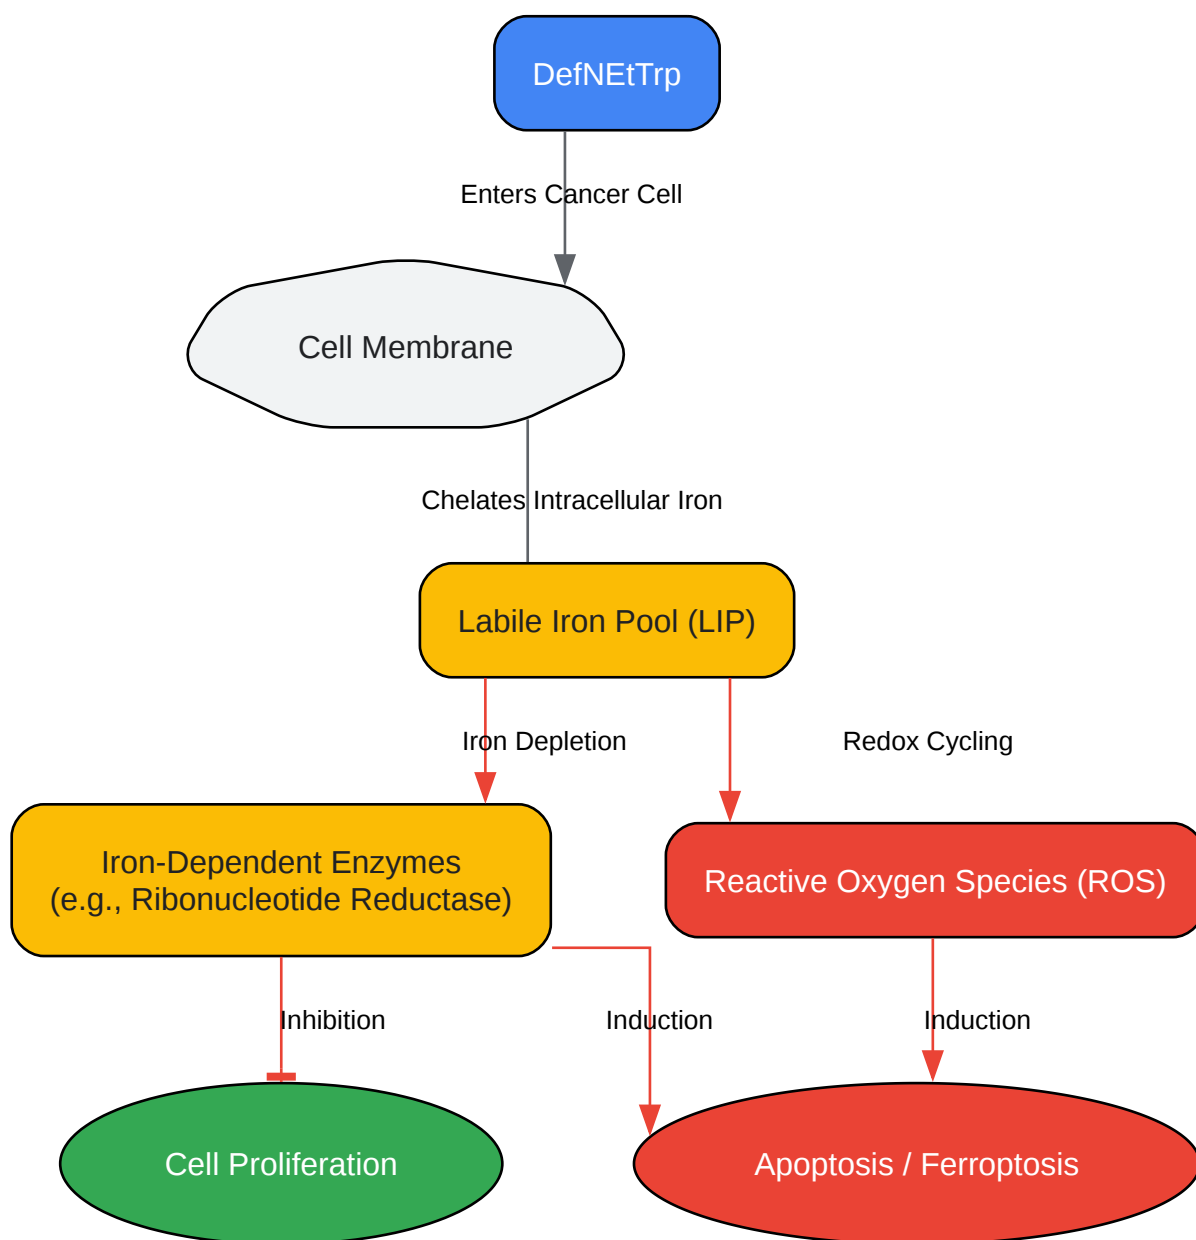 DefNEtTrp
Enters Cancer Cell
Cell Membrane
Chelates Intracellular Iron
Labile Iron Pool (LIP)
Iron Depletion
Redox Cycling
Iron-Dependent Enzymes
(e.g., Ribonucleotide Reductase)
Reactive Oxygen Species (ROS)
Inhibition
Induction
Induction
Cell Proliferation
Apoptosis / Ferroptosis